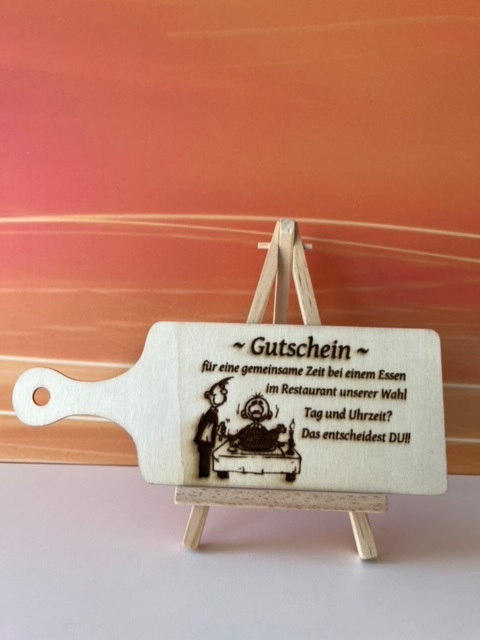 ~ Gutschein ~
für eine gemeinsame Zeit bei einem Essen
im Restaurant unserer Wahl
Tag und Uhrzeit?
Das entscheidest DU!!